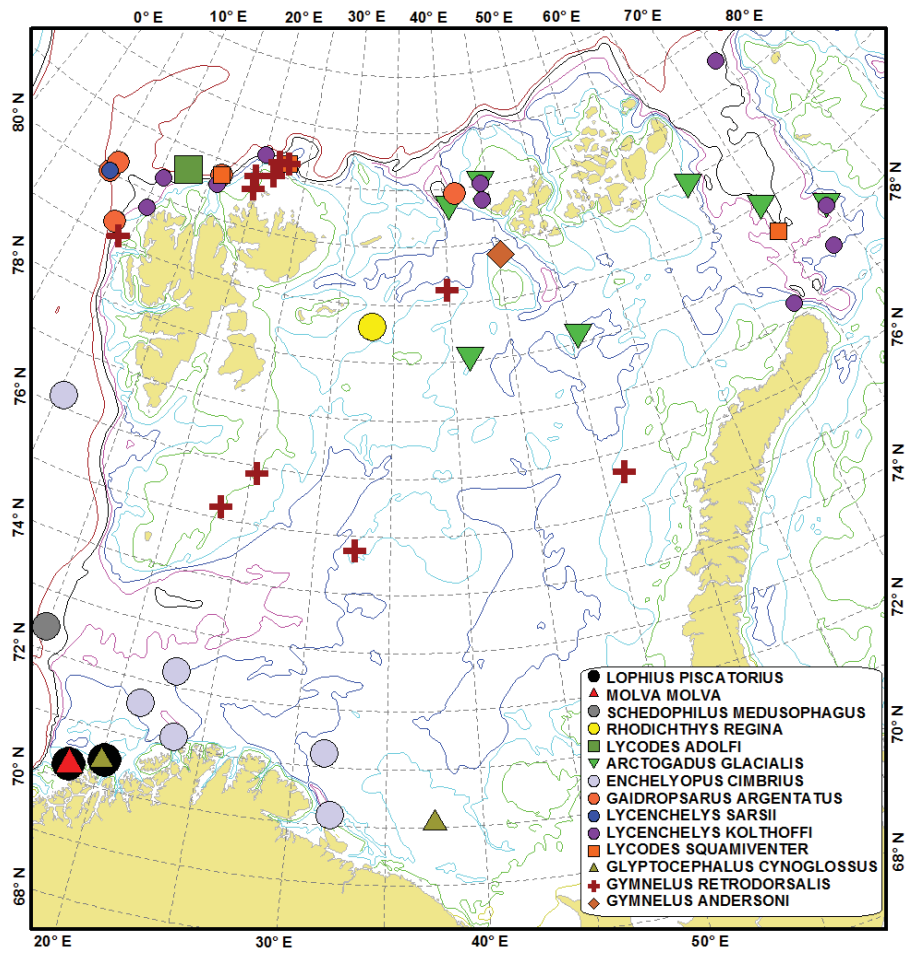 0° E 10° E 20° E 30° E 40° E 50° E 60° E 70° E 80° E
80° N
78° N
76° N
74° N
72° N
70° N
68° N
78° N
76° N
74° N
72° N
70° N
68° N
LOPHIUS PISCATORIUS
MOLVA MOLVA
SCHEDOPHILUS MEDUSOPHAGUS
RHODICHTHYS REGINA
LYCODES ADOLFI
ARCTOGADUS GLACIALIS
ENCHELYOPUS CIMBRIUS
GAIDROPSARUS ARGENTATUS
LYCENCHELYS SARSII
LYCENCHELYS KOLTHOFFI
LYCODES SQUAMIVENTER
GLYPTOCEPHALUS CYNOGLOSSUS
GYMNELUS RETRODORSALIS
GYMNELUS ANDERSONI
20° E 30° E 40° E 50° E